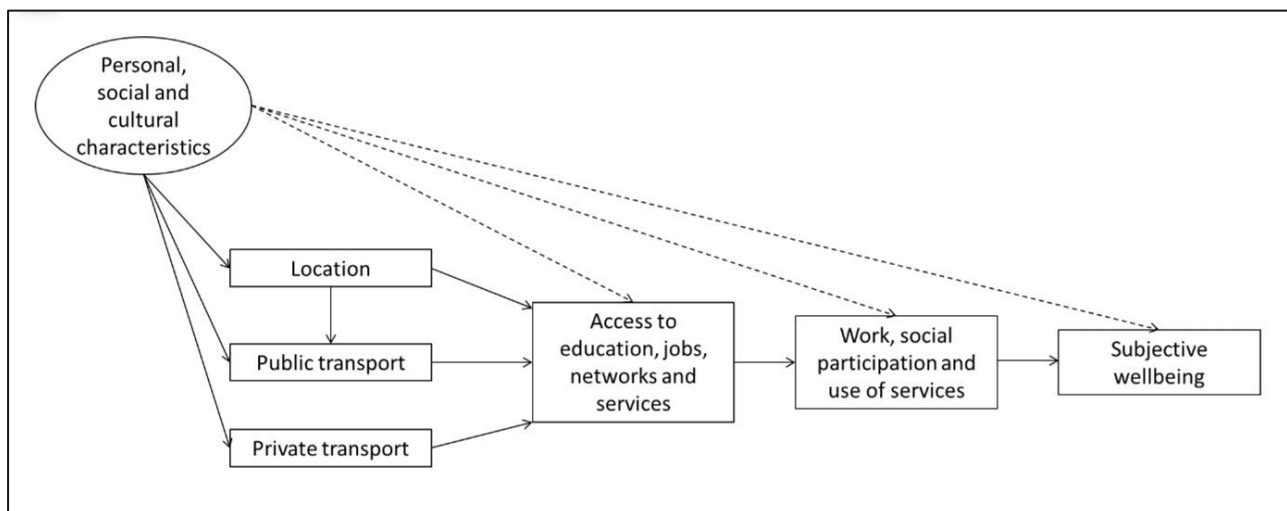 Personal,
social and
cultural
characteristics
Location
Public transport
Private transport
Access to
education, jobs,
networks and
services
Work, social
participation and
use of services
Subjective
wellbeing